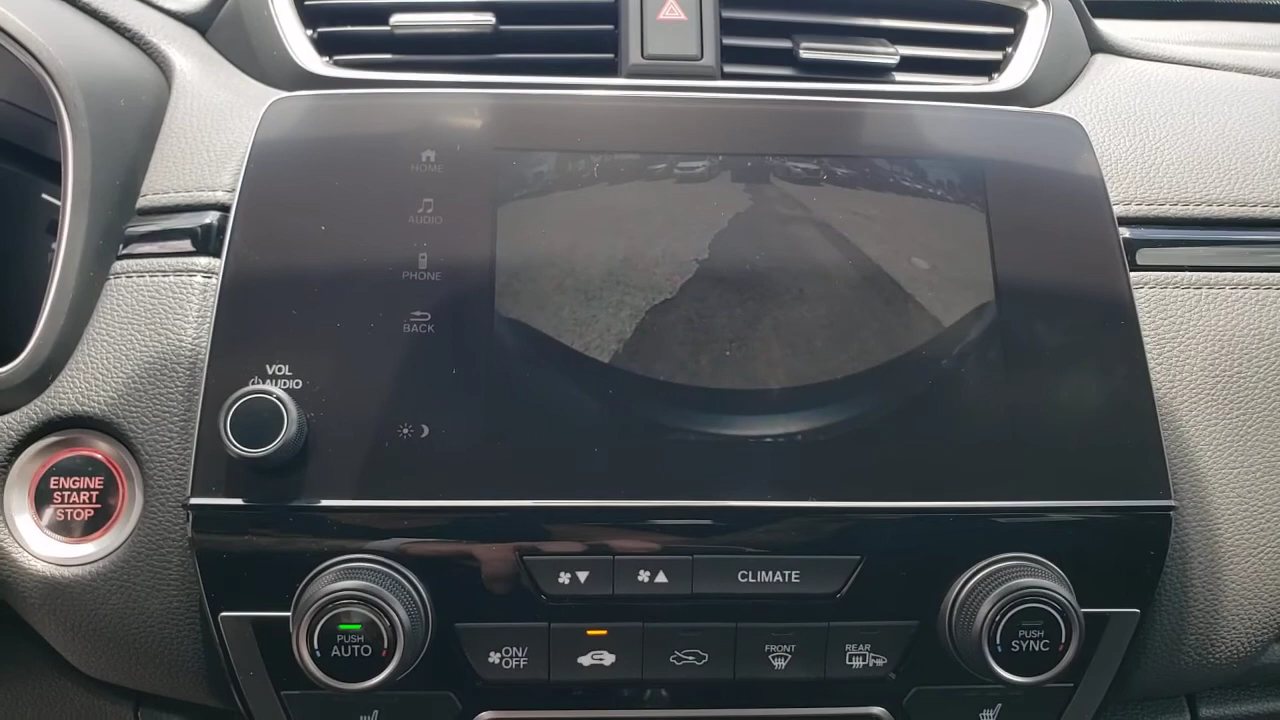 HOME
AUDIO
PHONE
BACK
VOL
AUDIO
ENGINE
START
STOP
CLIMATE
PUSH
AUTO
ON/
OFF
FRONT
REAR
PUSH
SYNC